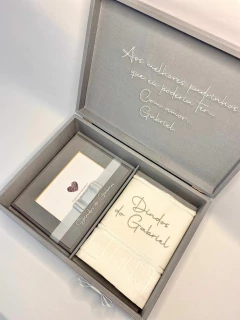 Aos melhores padrinhos
que eu poderia ter
Com amor
Gabriel
Dindos
do Gabriel